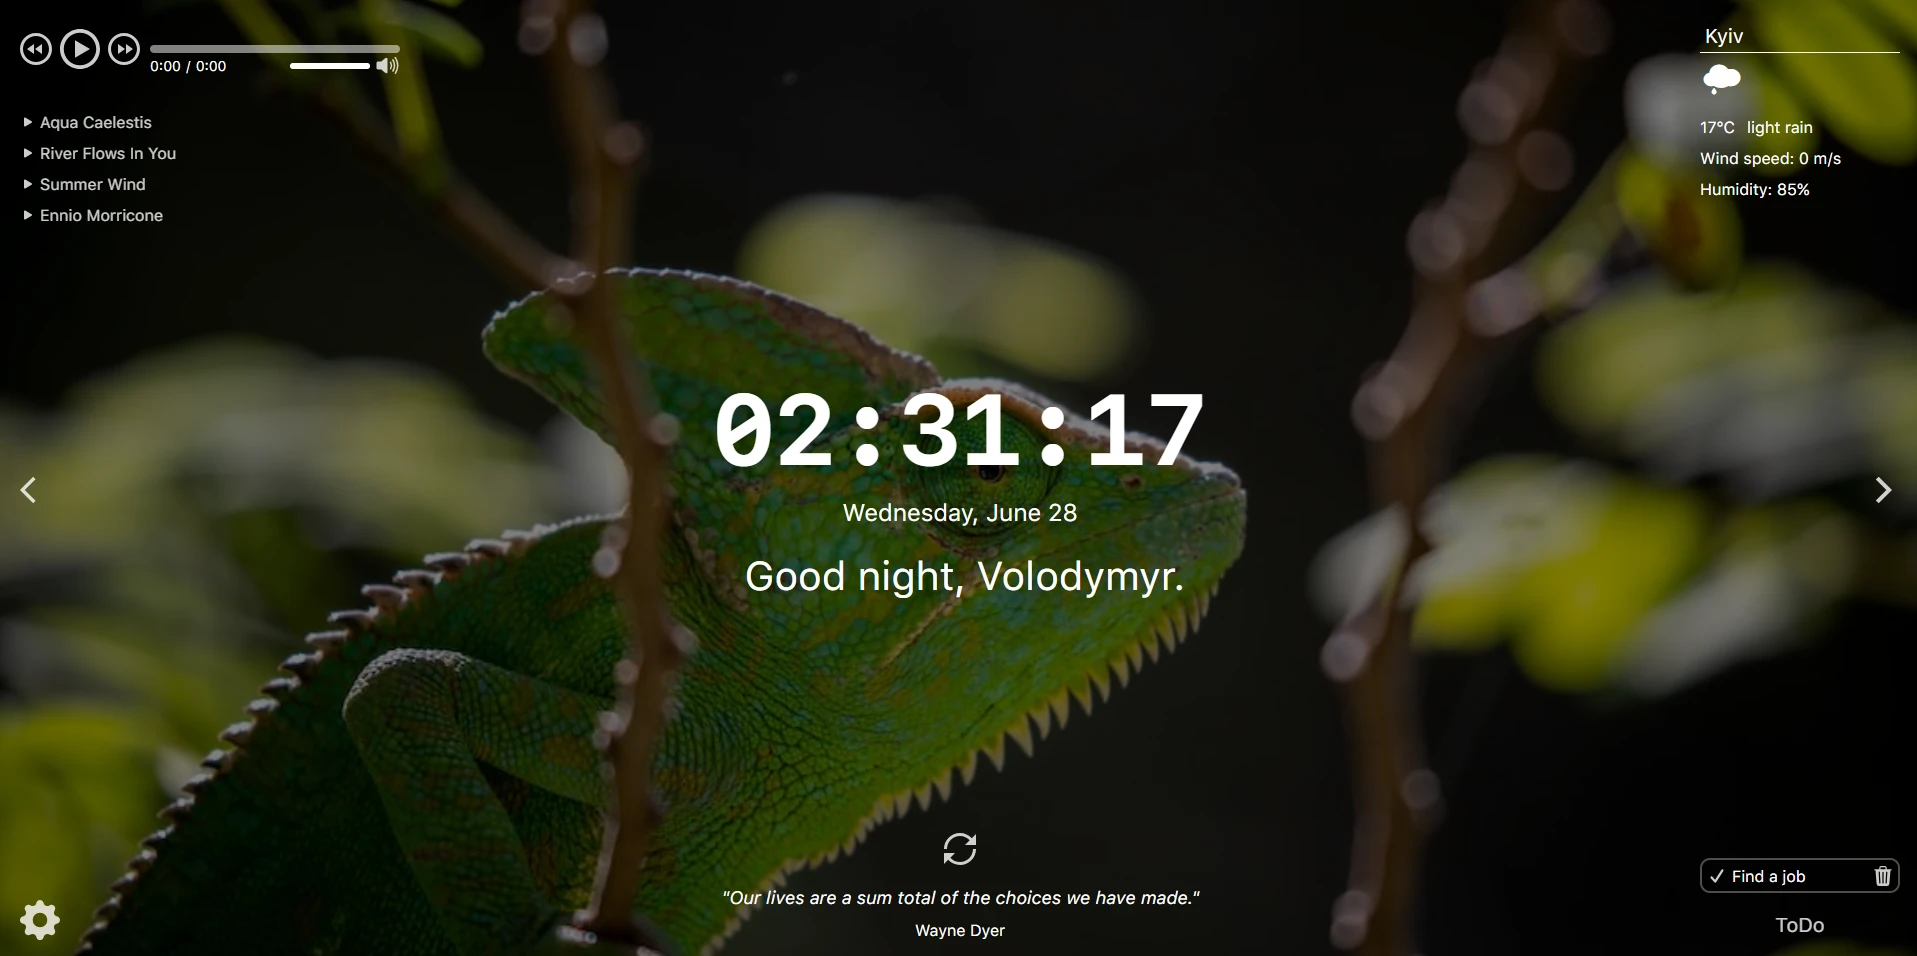 0:00 / 0:00
Aqua Caelestis
River Flows In You
Summer Wind
Ennio Morricone
Kyiv
17°C light rain
Wind speed: 0 m/s
Humidity: 85%
02:31:17
Wednesday, June 28
Good night, Volodymyr.
"Our lives are a sum total of the choices we have made."
Wayne Dyer
Find a job
ToDo